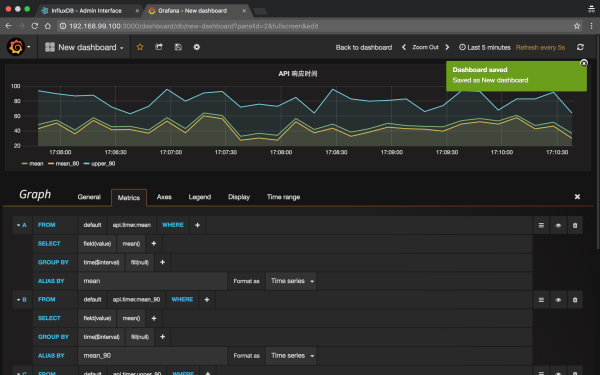 InfluxDB - Admin Interface
Grafana - New dashboard
192.168.99.100:3000/dashboard/db/new-dashboard?panelId=2&fullscreen&edit
New dashboard
Back to dashboard
Zoom Out
Last 5 minutes
Refresh every 5s
Dashboard saved
Saved as New dashboard
API 响应时间
100
80
60
40
20
17:06:00 17:06:30 17:07:00 17:07:30 17:08:00 17:08:30 17:09:00 17:09:30 17:10:00 17:10:30
mean mean_90 upper_90
Graph General Metrics Axes Legend Display Time range
A FROM default api.timer.mean WHERE +
SELECT field(value) mean() +
GROUP BY time($interval) fill(null) +
ALIAS BY mean Format as Time series
B FROM default api.timer.mean_90 WHERE +
SELECT field(value) mean() +
GROUP BY time($interval) fill(null) +
ALIAS BY mean_90 Format as Time series
C FROM default api.timer.upper_90 WHERE +